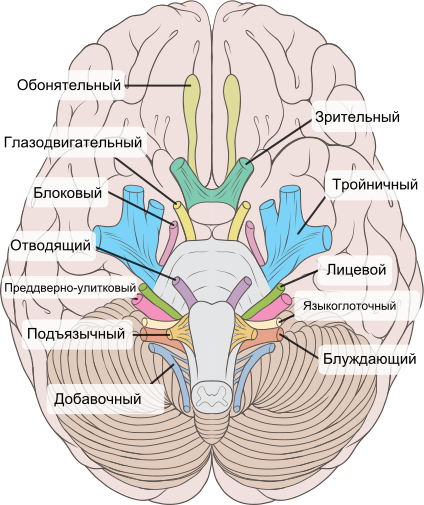 Обонятельный
Зрительный
Глазодвигательный
Тройничный
Блоковый
Отводящий
Лицевой
Преддверно-улитковый
Языкоглоточный
Подъязычный
Блуждающий
Добавочный